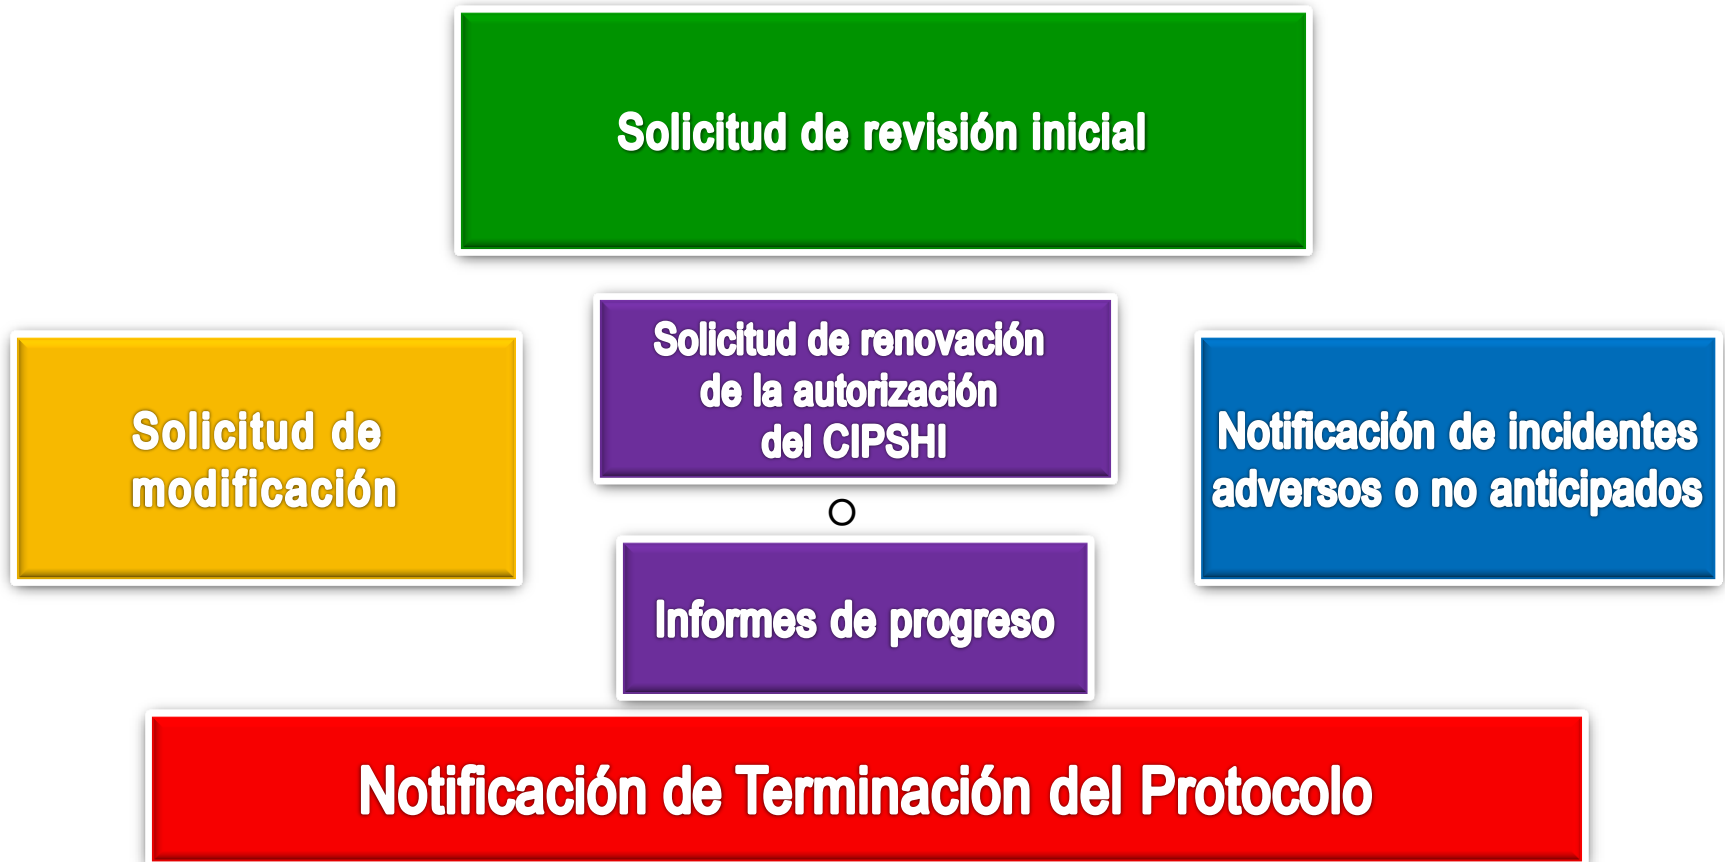 Solicitud de revisión inicial
Solicitud de
modificación
Solicitud de renovación
de la autorización
del CIPSHI
O
Informes de progreso
Notificación de incidentes
adversos o no anticipados
Notificación de Terminación del Protocolo